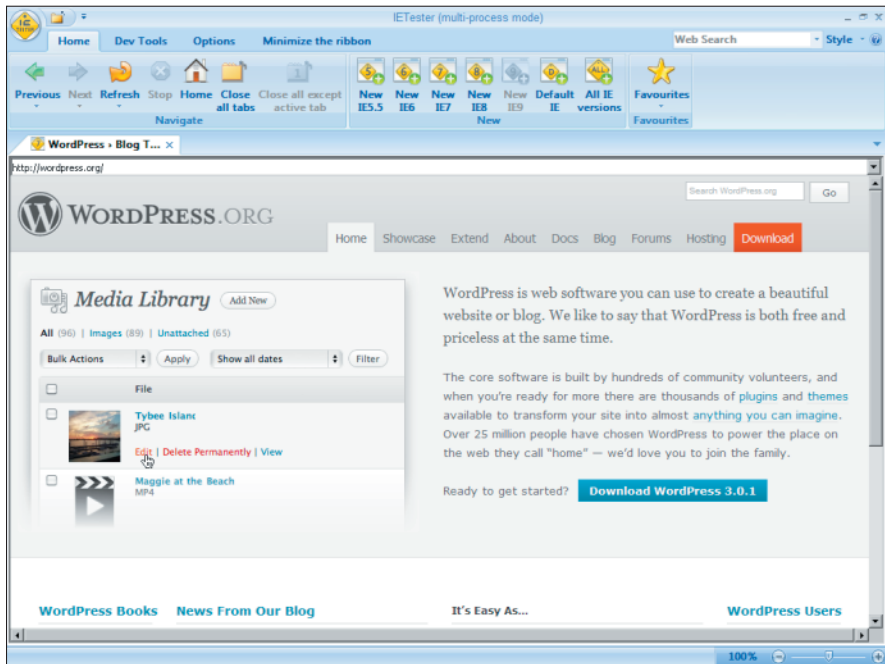 IETester (multi-process mode)
Home Dev Tools Options Minimize the ribbon Web Search Style
Previous Next Refresh Stop Home Close all tabs Close all except active tab New IE5.5 New IE6 New IE7 New IE8 New IE9 Default IE All IE versions Favourites
Navigate New Favourites
WordPress › Blog T...
http://wordpress.org/
Search WordPress.org Go
WORDPRESS.ORG
Home Showcase Extend About Docs Blog Forums Hosting Download
Media Library Add New
All (96) | Images (89) | Unattached (65)
Bulk Actions Apply Show all dates Filter
File
Tybee Islanc
JPG
Edit | Delete Permanently | View
Maggie at the Beach
MP4
WordPress is web software you can use to create a beautiful
website or blog. We like to say that WordPress is both free and
priceless at the same time.
The core software is built by hundreds of community volunteers, and
when you're ready for more there are thousands of plugins and themes
available to transform your site into almost anything you can imagine.
Over 25 million people have chosen WordPress to power the place on
the web they call "home" — we'd love you to join the family.
Ready to get started? Download WordPress 3.0.1
WordPress Books News From Our Blog It's Easy As... WordPress Users
100%